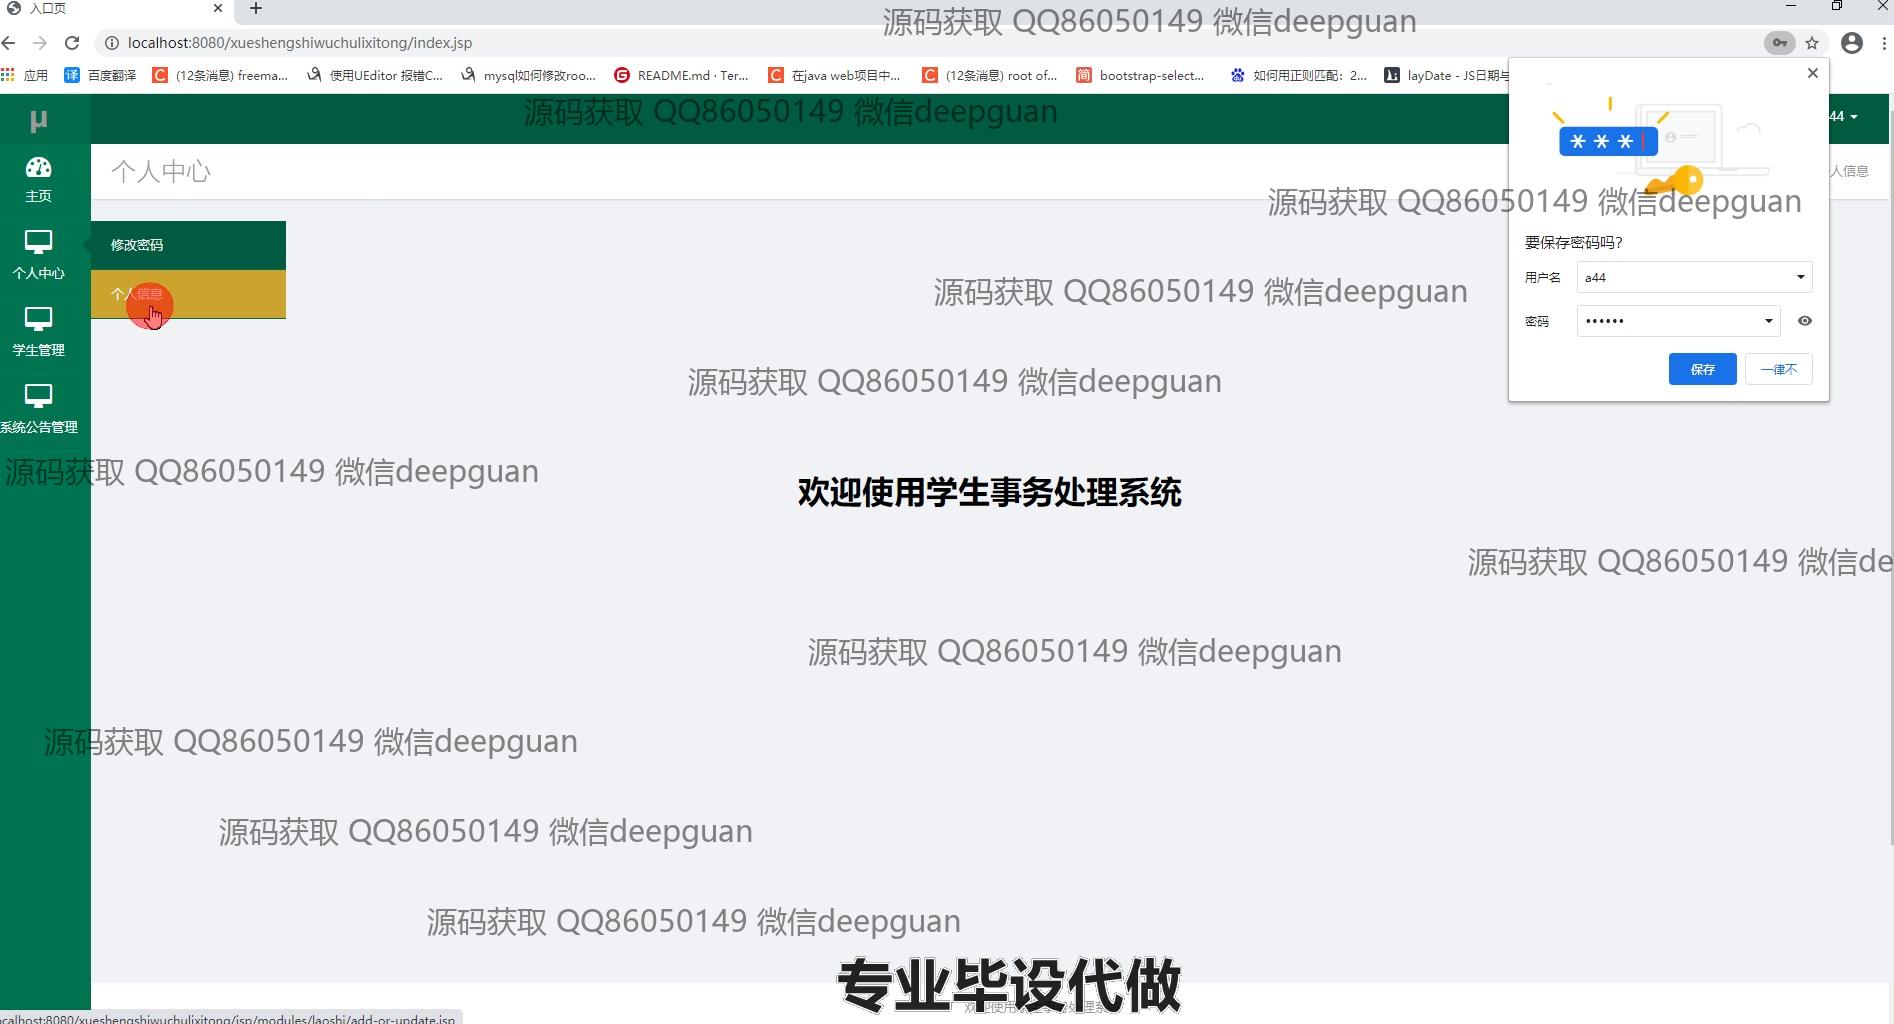 入口页
源码获取 QQ86050149 微信deepguan
localhost:8080/xueshengshiwuchulixitong/index.jsp
应用
译 百度翻译
(12条消息) freema...
使用UEditor 报错C...
mysql如何修改roo...
README.md · Ter...
在java web项目中...
(12条消息) root of...
简 bootstrap-select...
如何用正则匹配：2...
layDate - JS日期与
μ
源码获取 QQ86050149 微信deepguan
44
主页
个人中心
人信息
源码获取 QQ86050149 微信deepguan
***
要保存密码吗?
用户名 a44
密码 ••••••
保存 一律不
修改密码
个人信息
个人中心
学生管理
系统公告管理
源码获取 QQ86050149 微信deepguan
源码获取 QQ86050149 微信deepguan
源码获取 QQ86050149 微信deepguan
欢迎使用学生事务处理系统
源码获取 QQ86050149 微信de
源码获取 QQ86050149 微信deepguan
源码获取 QQ86050149 微信deepguan
源码获取 QQ86050149 微信deepguan
源码获取 QQ86050149 微信deepguan
专业毕设代做
ocalhost:8080/xueshengshiwuchulixitong/jsp/modules/laoshi/add-or-update.jsp